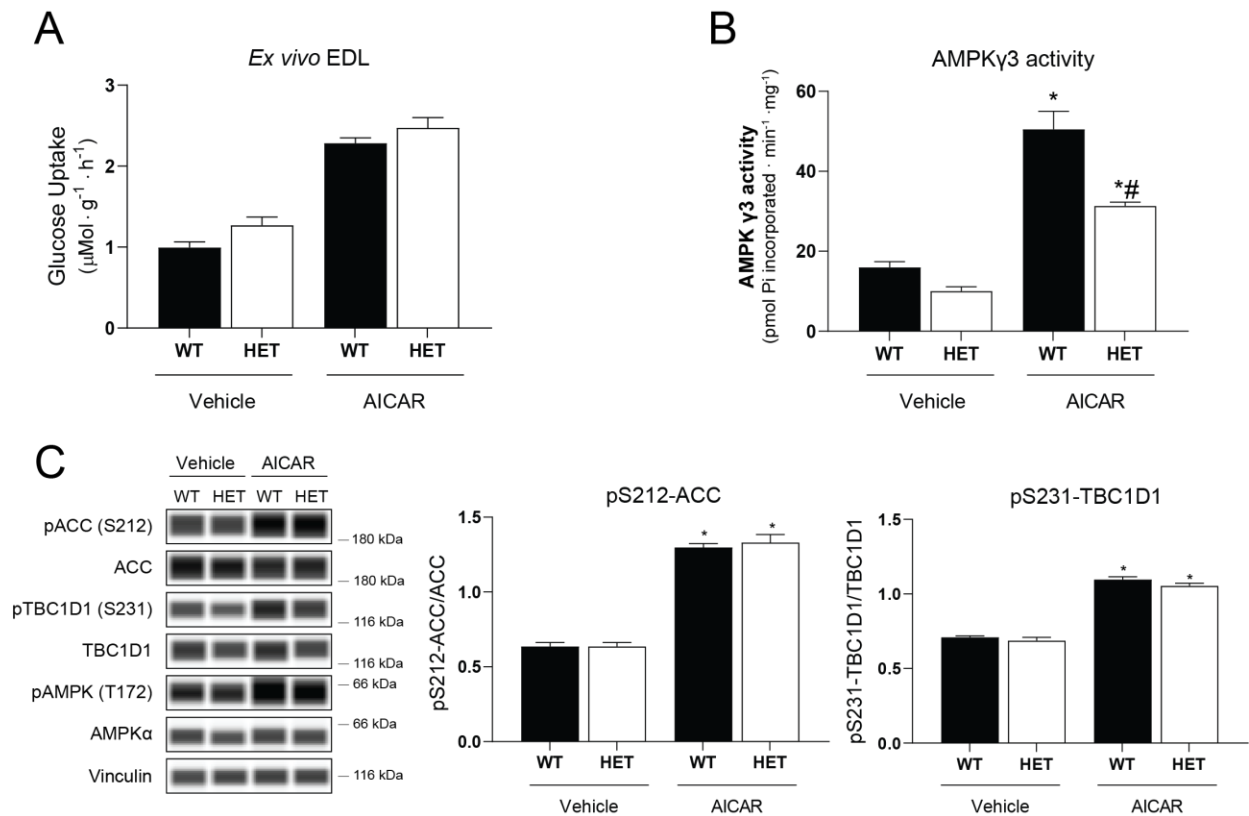 A
Ex vivo EDL
Glucose Uptake
(μMol · g⁻¹ · h⁻¹)
3
2
1
0
WT HET WT HET
Vehicle AICAR
B
AMPKγ3 activity
AMPK γ3 activity
(pmol Pi incorporated · min⁻¹ ·mg⁻¹)
60
40
20
0
*
*#
WT HET WT HET
Vehicle AICAR
C
Vehicle AICAR
WT HET WT HET
pACC (S212)
180 kDa
ACC
180 kDa
pTBC1D1 (S231)
116 kDa
TBC1D1
116 kDa
pAMPK (T172)
66 kDa
AMPKα
66 kDa
Vinculin
116 kDa
pS212-ACC
pS212-ACC/ACC
1.5
1.0
0.5
0.0
* *
WT HET WT HET
Vehicle AICAR
pS231-TBC1D1
pS231-TBC1D1/TBC1D1
1.5
1.0
0.5
0.0
* *
WT HET WT HET
Vehicle AICAR